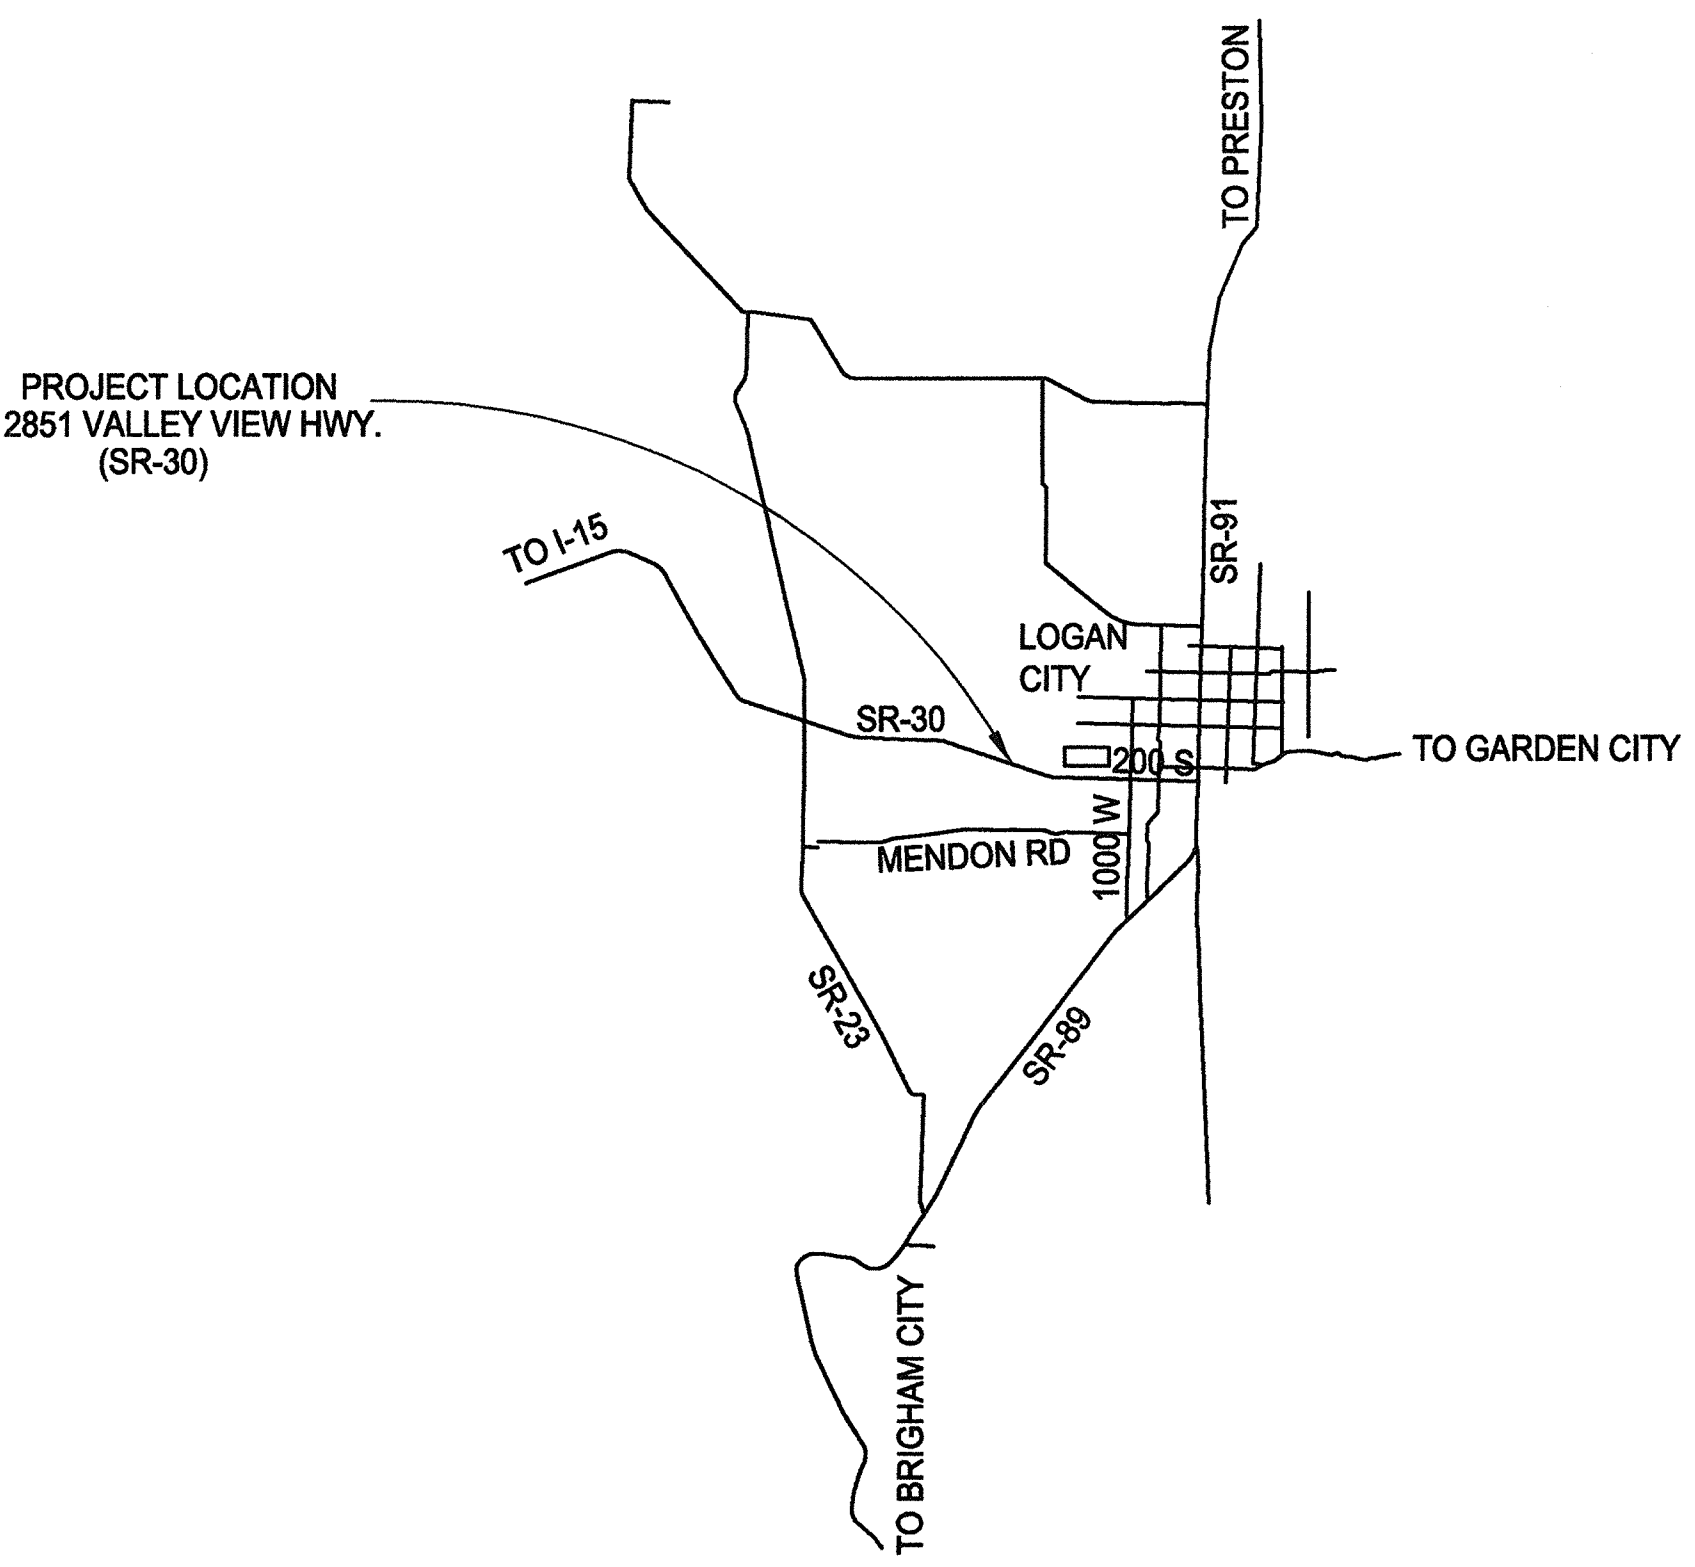 TO PRESTON
PROJECT LOCATION
2851 VALLEY VIEW HWY.
(SR-30)
TO I-15
SR-91
LOGAN
CITY
SR-30
200 S
TO GARDEN CITY
1000 W
MENDON RD
SR-23
SR-89
TO BRIGHAM CITY